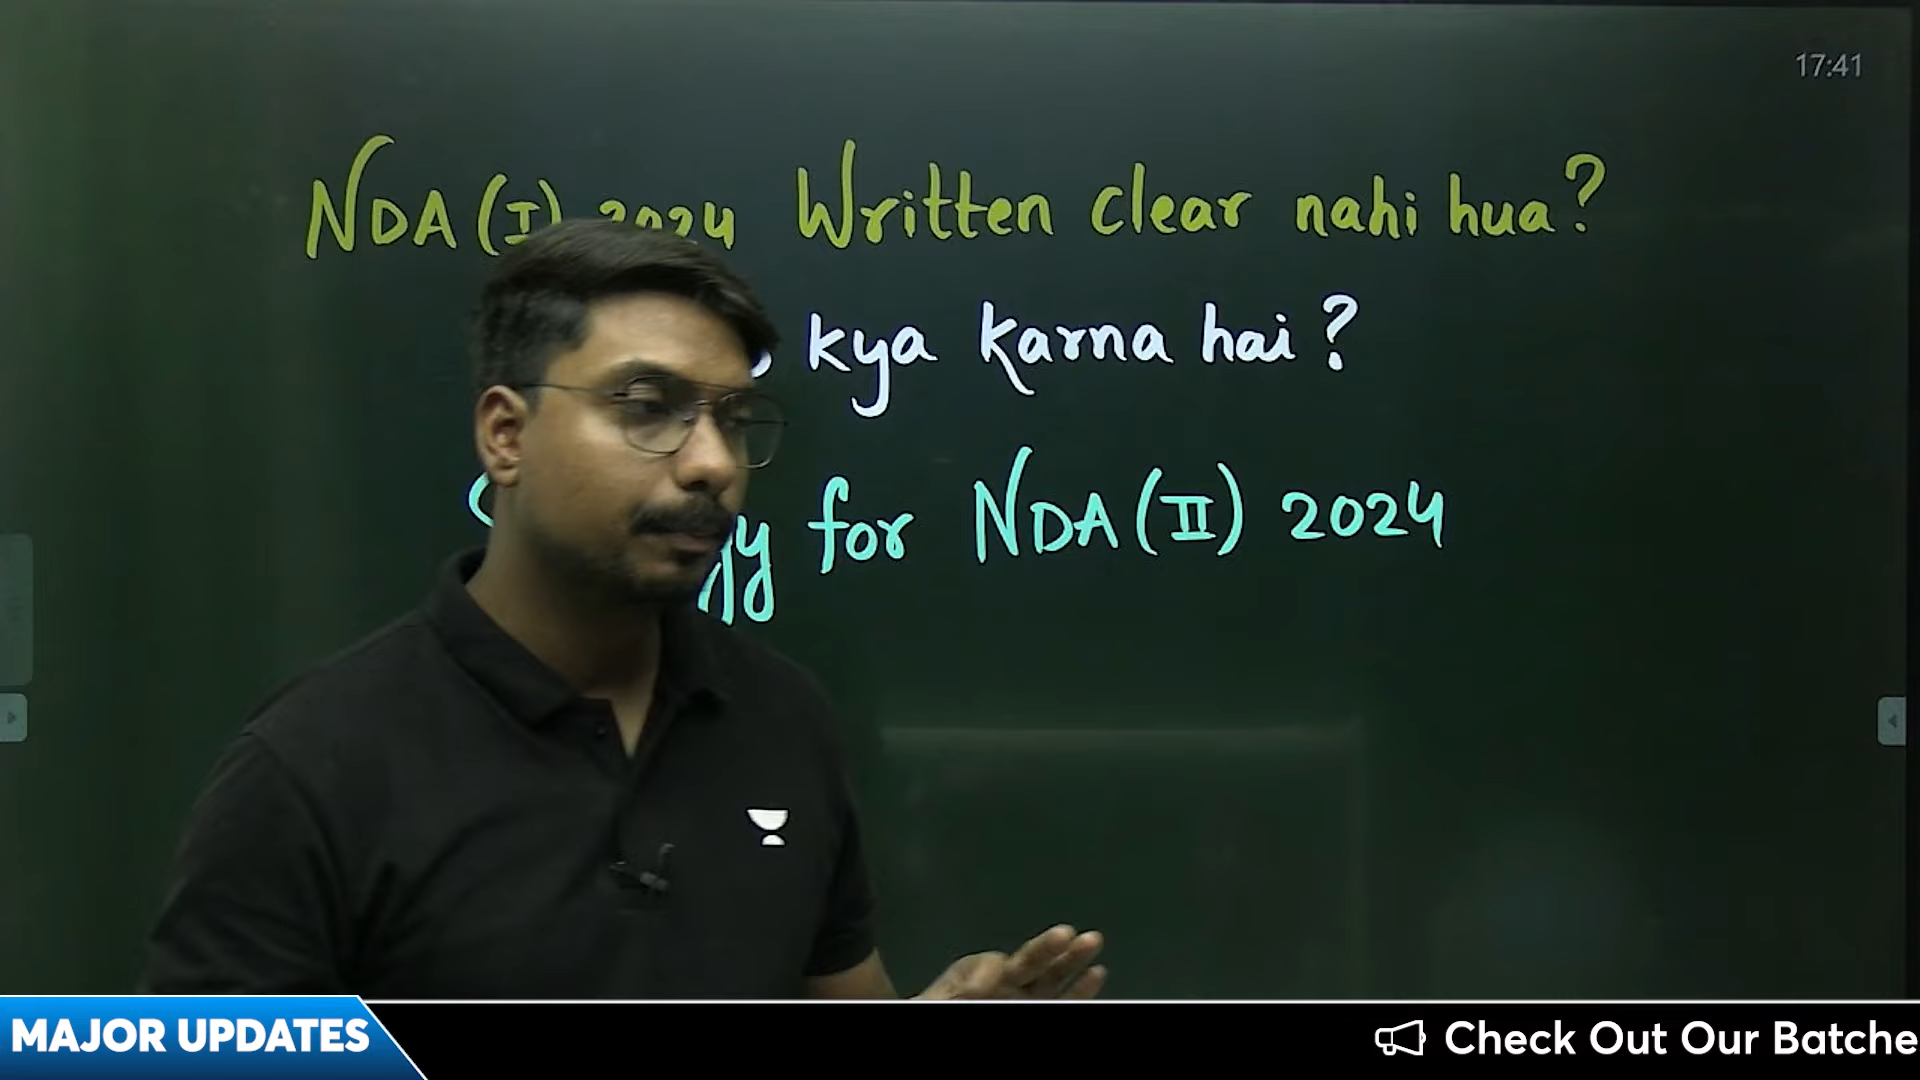 17:41
NDA (I) 2024 Written clear nahi hua?
kya karna hai?
for NDA (II) 2024
MAJOR UPDATES
Check Out Our Batche